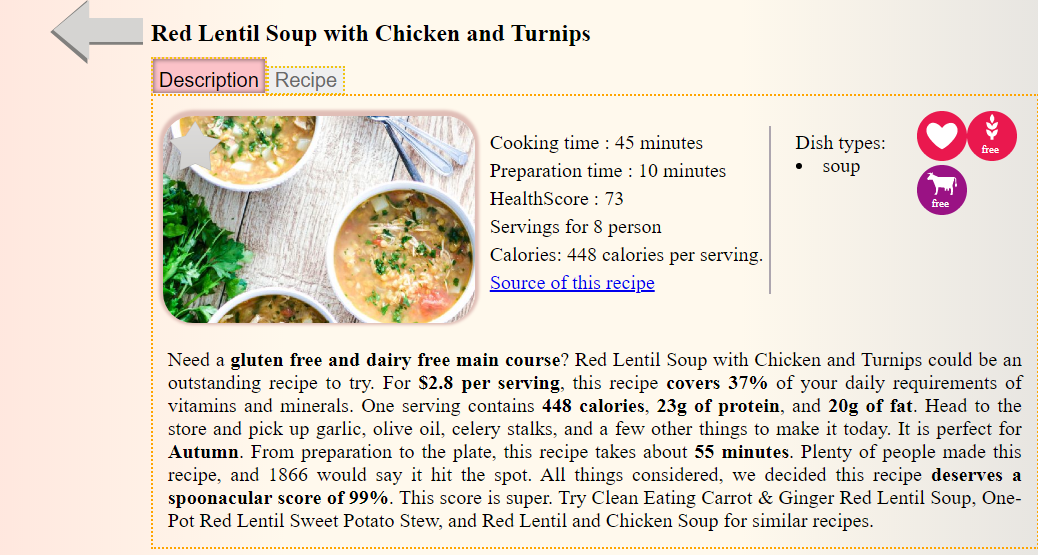 Red Lentil Soup with Chicken and Turnips
Description
Recipe
Cooking time : 45 minutes
Preparation time : 10 minutes
HealthScore : 73
Servings for 8 person
Calories: 448 calories per serving.
Source of this recipe
Dish types:
• soup
free
free
Need a gluten free and dairy free main course? Red Lentil Soup with Chicken and Turnips could be an
outstanding recipe to try. For $2.8 per serving, this recipe covers 37% of your daily requirements of
vitamins and minerals. One serving contains 448 calories, 23g of protein, and 20g of fat. Head to the
store and pick up garlic, olive oil, celery stalks, and a few other things to make it today. It is perfect for
Autumn. From preparation to the plate, this recipe takes about 55 minutes. Plenty of people made this
recipe, and 1866 would say it hit the spot. All things considered, we decided this recipe deserves a
spoonacular score of 99%. This score is super. Try Clean Eating Carrot & Ginger Red Lentil Soup, One-
Pot Red Lentil Sweet Potato Stew, and Red Lentil and Chicken Soup for similar recipes.